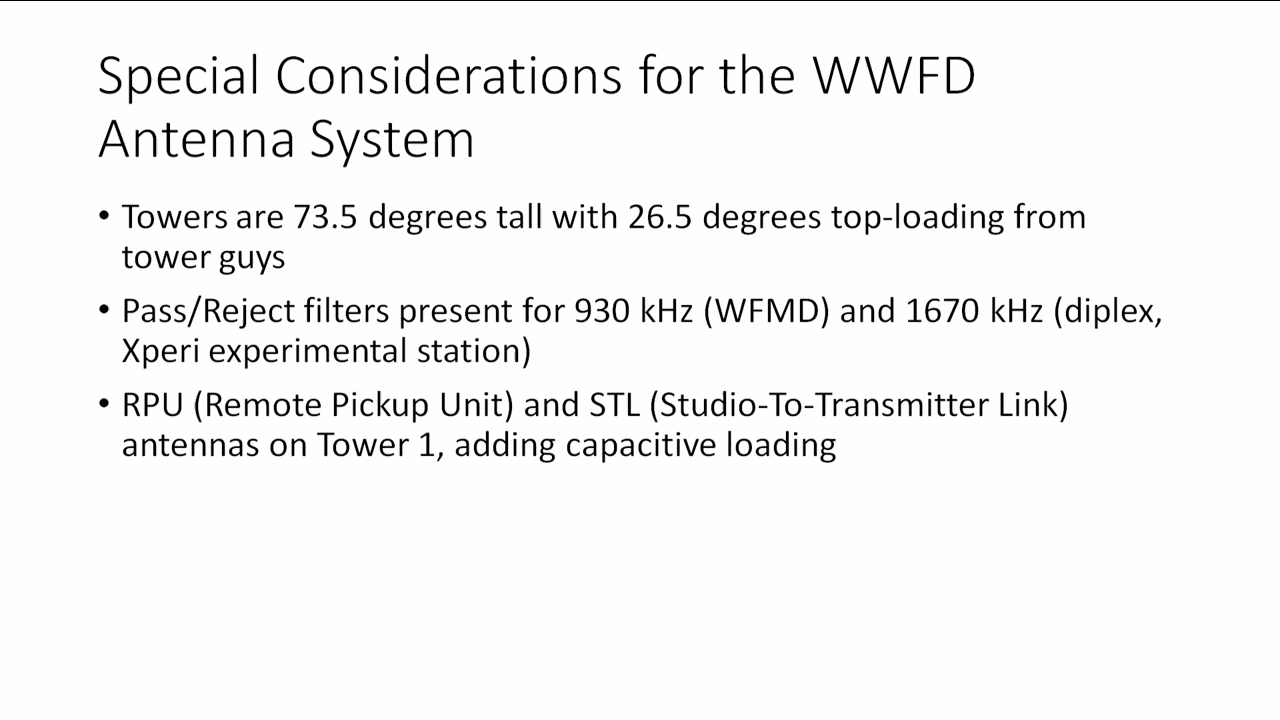 Special Considerations for the WWFD
Antenna System
• Towers are 73.5 degrees tall with 26.5 degrees top-loading from
tower guys
• Pass/Reject filters present for 930 kHz (WFMD) and 1670 kHz (diplex,
Xperi experimental station)
• RPU (Remote Pickup Unit) and STL (Studio-To-Transmitter Link)
antennas on Tower 1, adding capacitive loading